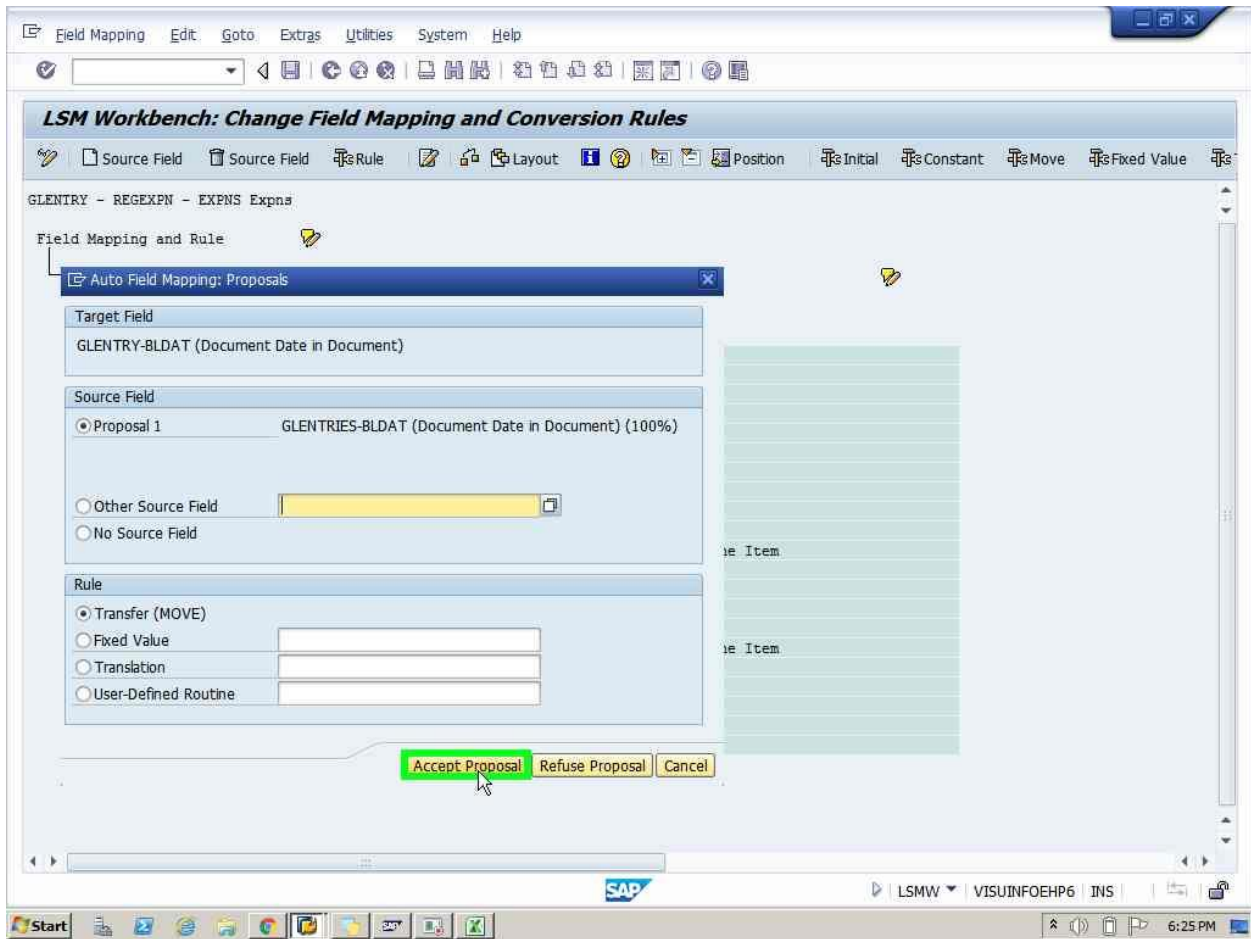 Field Mapping Edit Goto Extras Utilities System Help
LSM Workbench: Change Field Mapping and Conversion Rules
Source Field Source Field Rule Layout Position Initial Constant Move Fixed Value
GLENTRY - REGEXPN - EXPNS Expns
Field Mapping and Rule
Auto Field Mapping: Proposals
Target Field
GLENTRY-BLDAT (Document Date in Document)
Source Field
Proposal 1 GLENTRIES-BLDAT (Document Date in Document) (100%)
Other Source Field
No Source Field
ne Item
Rule
Transfer (MOVE)
Fixed Value
ne Item
Translation
User-Defined Routine
Accept Proposal Refuse Proposal Cancel
SAP LSMW VISUINFOEHP6 INS
Start 6:25 PM